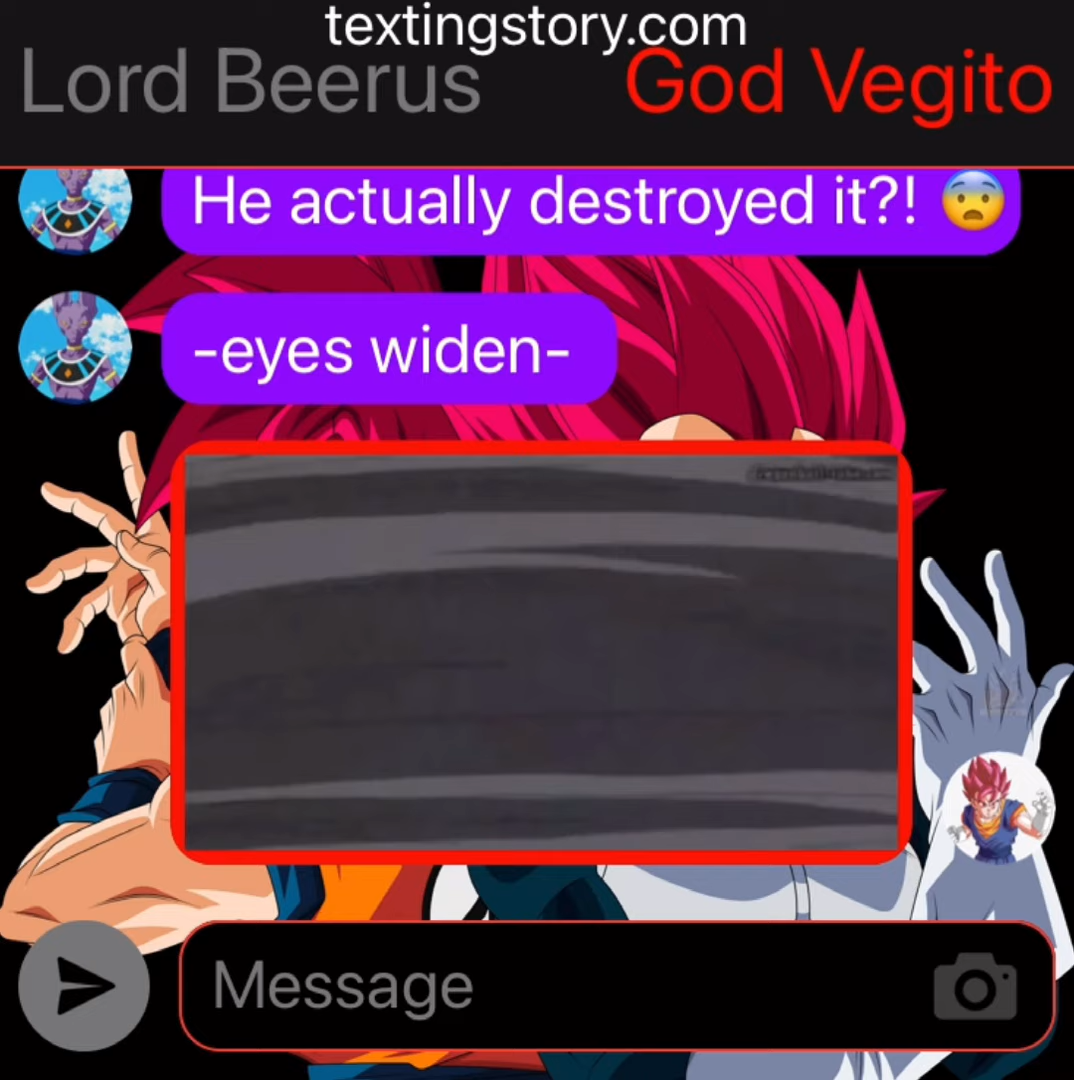 textingstory.com
Lord Beerus God Vegito
He actually destroyed it?! 😨
-eyes widen-
Message